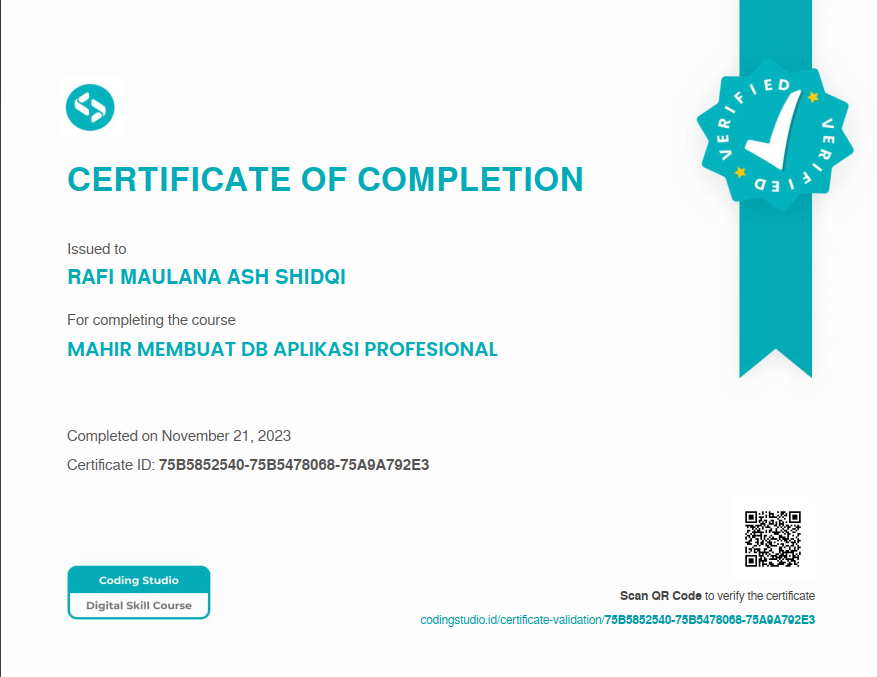 CERTIFICATE OF COMPLETION
VERIFIED
VERIFIED
VERIFIED
Issued to
RAFI MAULANA ASH SHIDQI
For completing the course
MAHIR MEMBUAT DB APLIKASI PROFESIONAL
Completed on November 21, 2023
Certificate ID: 75B5852540-75B5478068-75A9A792E3
Coding Studio
Digital Skill Course
Scan QR Code to verify the certificate
codingstudio.id/certificate-validation/75B5852540-75B5478068-75A9A792E3